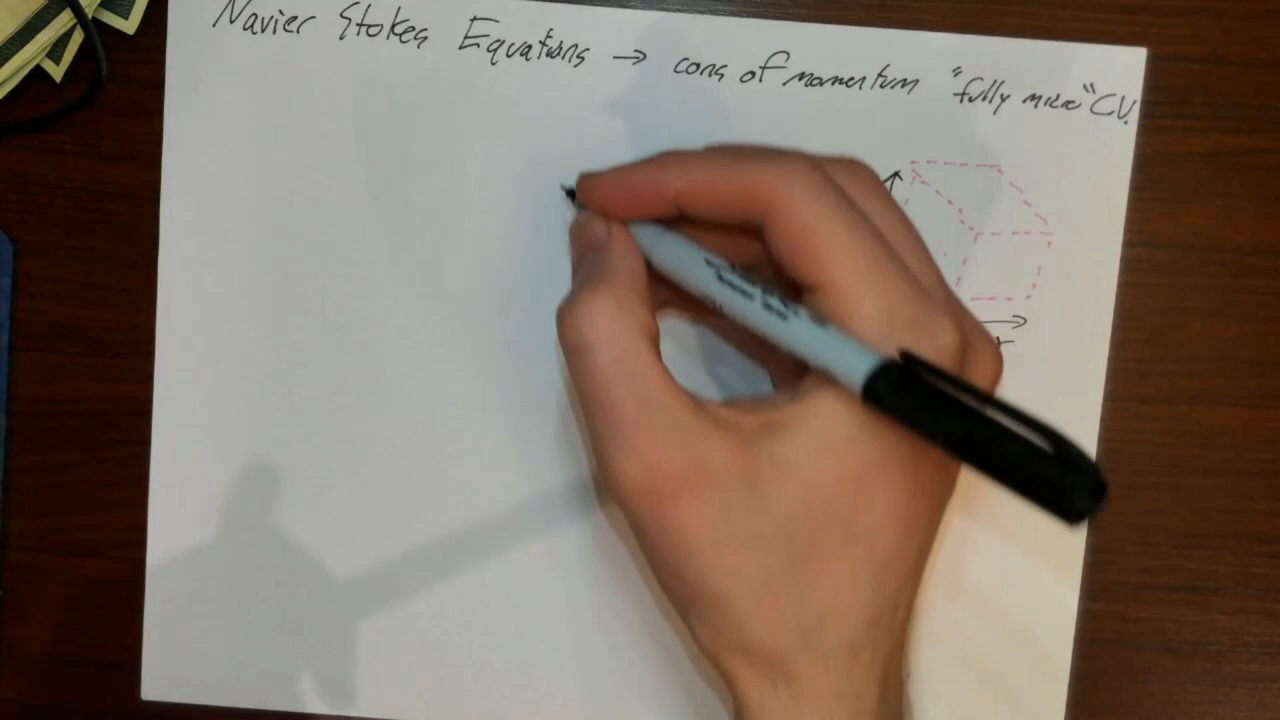 Navier Stokes Equations → cons of momentum "fully micro" CV.